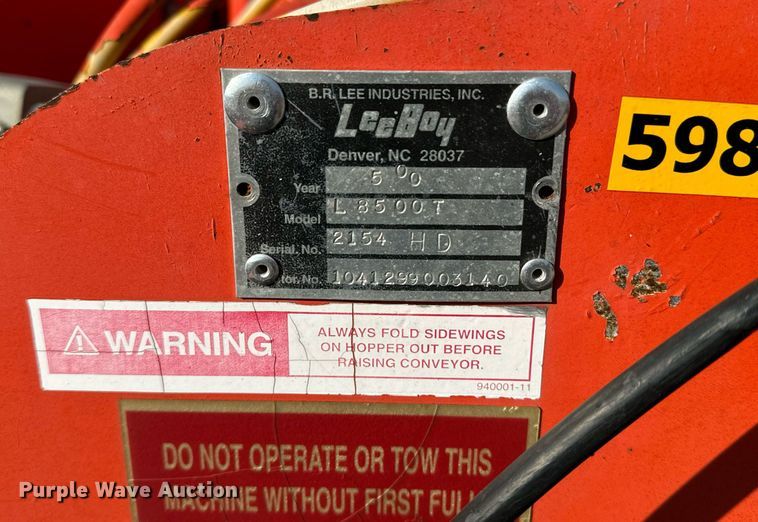 B.R. LEE INDUSTRIES, INC.
LeeBoy
Denver, NC 28037
Year 5 00
Model L 8500T
Serial. No. 2154 HD
No. 1041299003140
598
WARNING
ALWAYS FOLD SIDEWINGS
ON HOPPER OUT BEFORE
RAISING CONVEYOR.
940001-11
DO NOT OPERATE OR TOW THIS
MACHINE WITHOUT FIRST
Purple Wave Auction